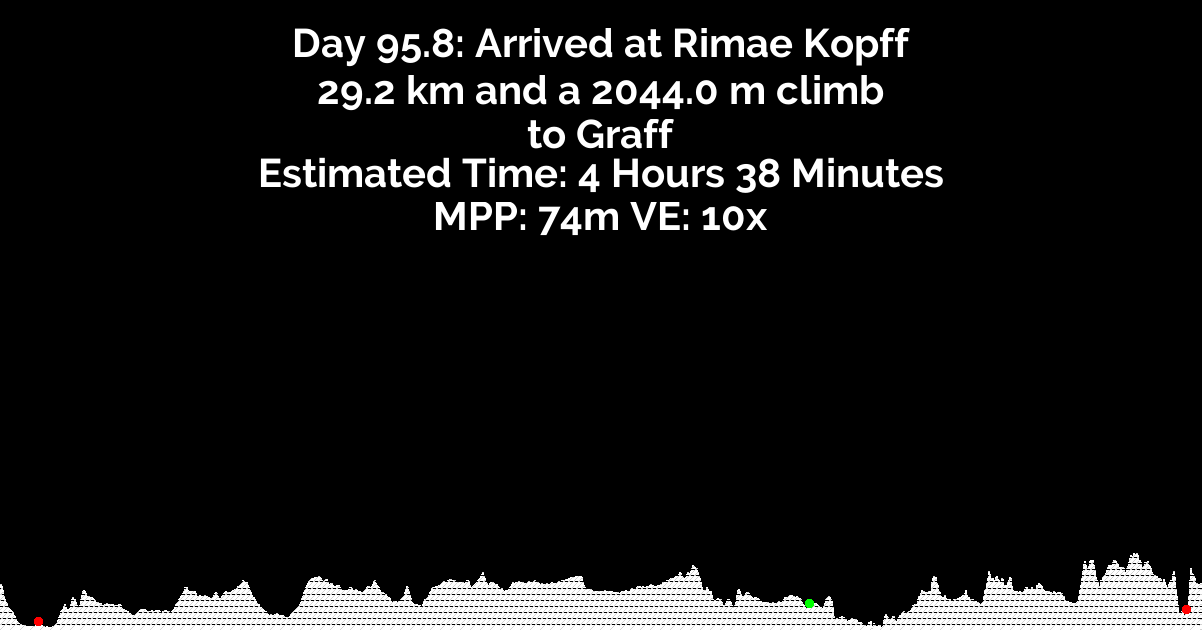 Day 95.8: Arrived at Rimae Kopff
29.2 km and a 2044.0 m climb
to Graff
Estimated Time: 4 Hours 38 Minutes
MPP: 74m VE: 10x